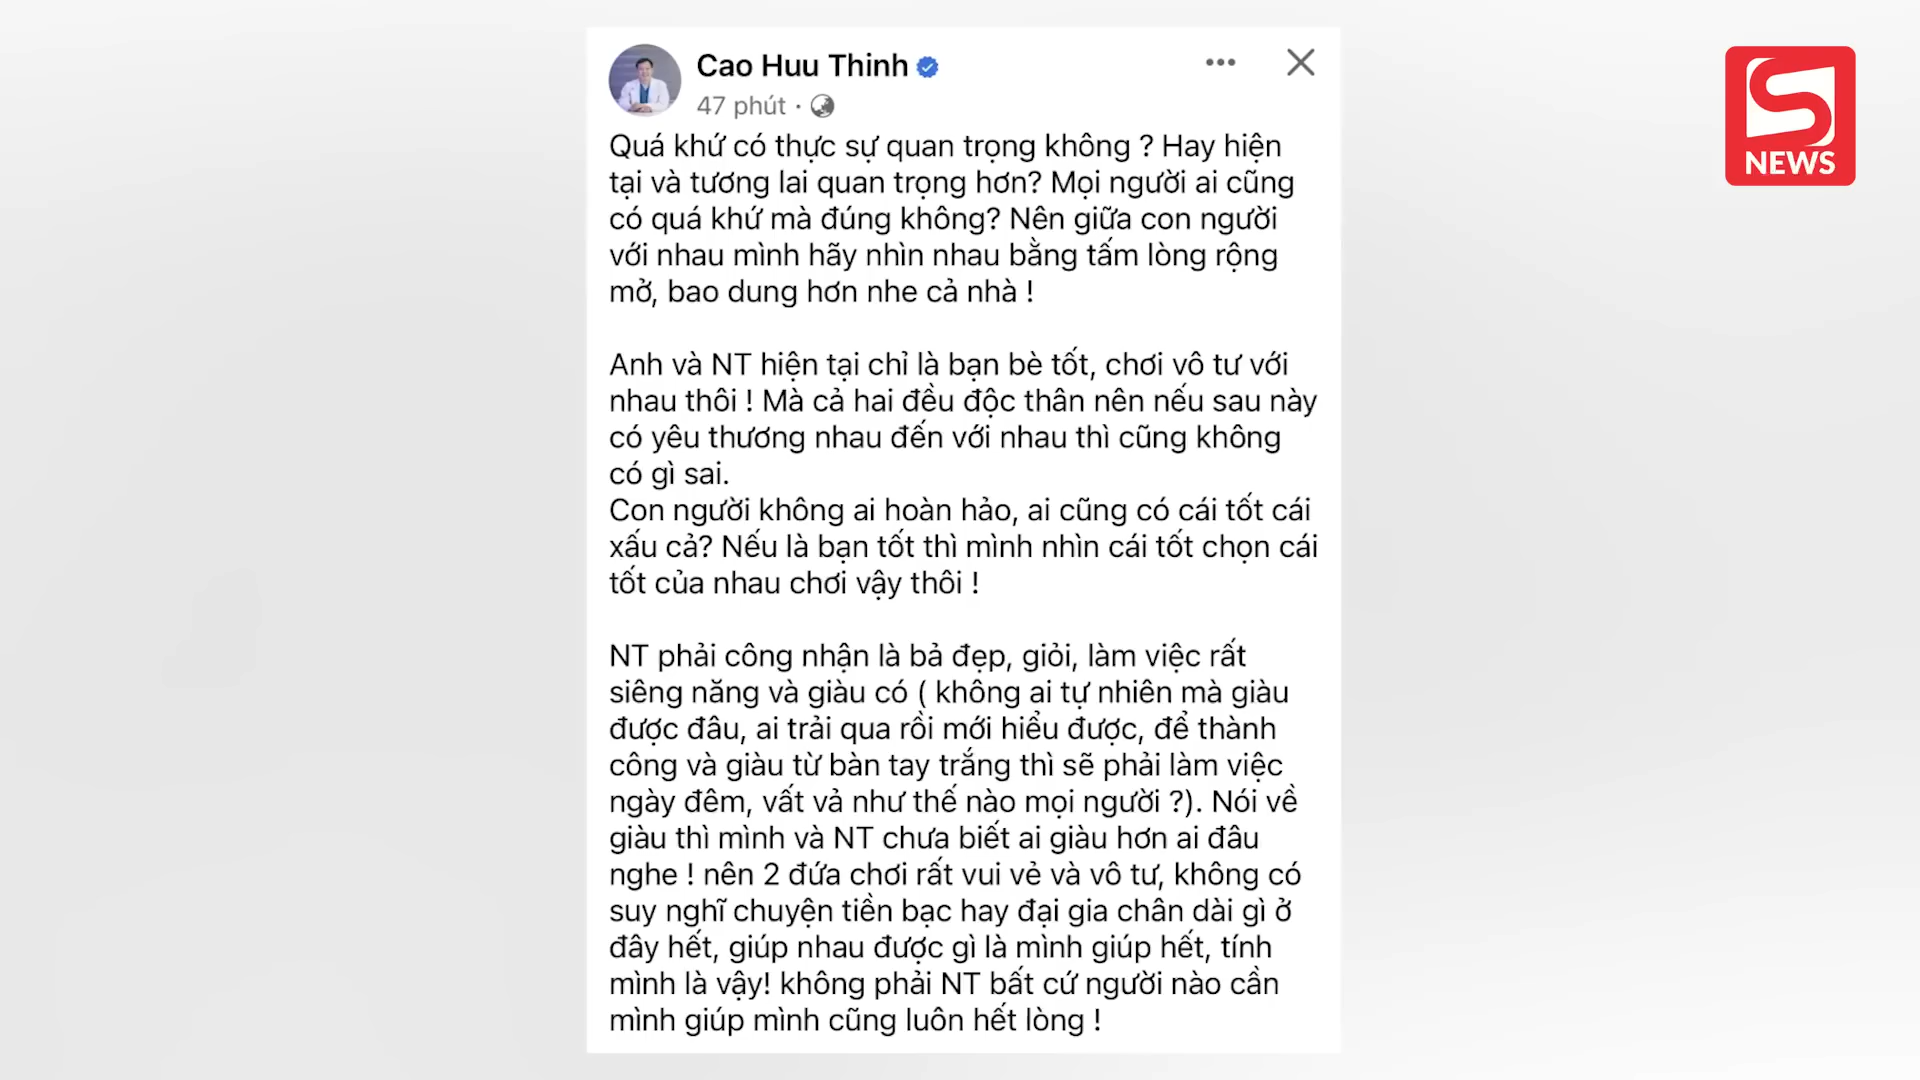 Cao Huu Thinh
47 phút ·
Quá khứ có thực sự quan trọng không ? Hay hiện
tại và tương lai quan trọng hơn? Mọi người ai cũng
có quá khứ mà đúng không? Nên giữa con người
với nhau mình hãy nhìn nhau bằng tấm lòng rộng
mở, bao dung hơn nhe cả nhà !
Anh và NT hiện tại chỉ là bạn bè tốt, chơi vô tư với
nhau thôi ! Mà cả hai đều độc thân nên nếu sau này
có yêu thương nhau đến với nhau thì cũng không
có gì sai.
Con người không ai hoàn hảo, ai cũng có cái tốt cái
xấu cả? Nếu là bạn tốt thì mình nhìn cái tốt chọn cái
tốt của nhau chơi vậy thôi !
NT phải công nhận là bả đẹp, giỏi, làm việc rất
siêng năng và giàu có ( không ai tự nhiên mà giàu
được đâu, ai trải qua rồi mới hiểu được, để thành
công và giàu từ bàn tay trắng thì sẽ phải làm việc
ngày đêm, vất vả như thế nào mọi người ?). Nói về
giàu thì mình và NT chưa biết ai giàu hơn ai đâu
nghe ! nên 2 đứa chơi rất vui vẻ và vô tư, không có
suy nghĩ chuyện tiền bạc hay đại gia chân dài gì ở
đây hết, giúp nhau được gì là mình giúp hết, tính
mình là vậy! không phải NT bất cứ người nào cần
mình giúp mình cũng luôn hết lòng !
S
NEWS